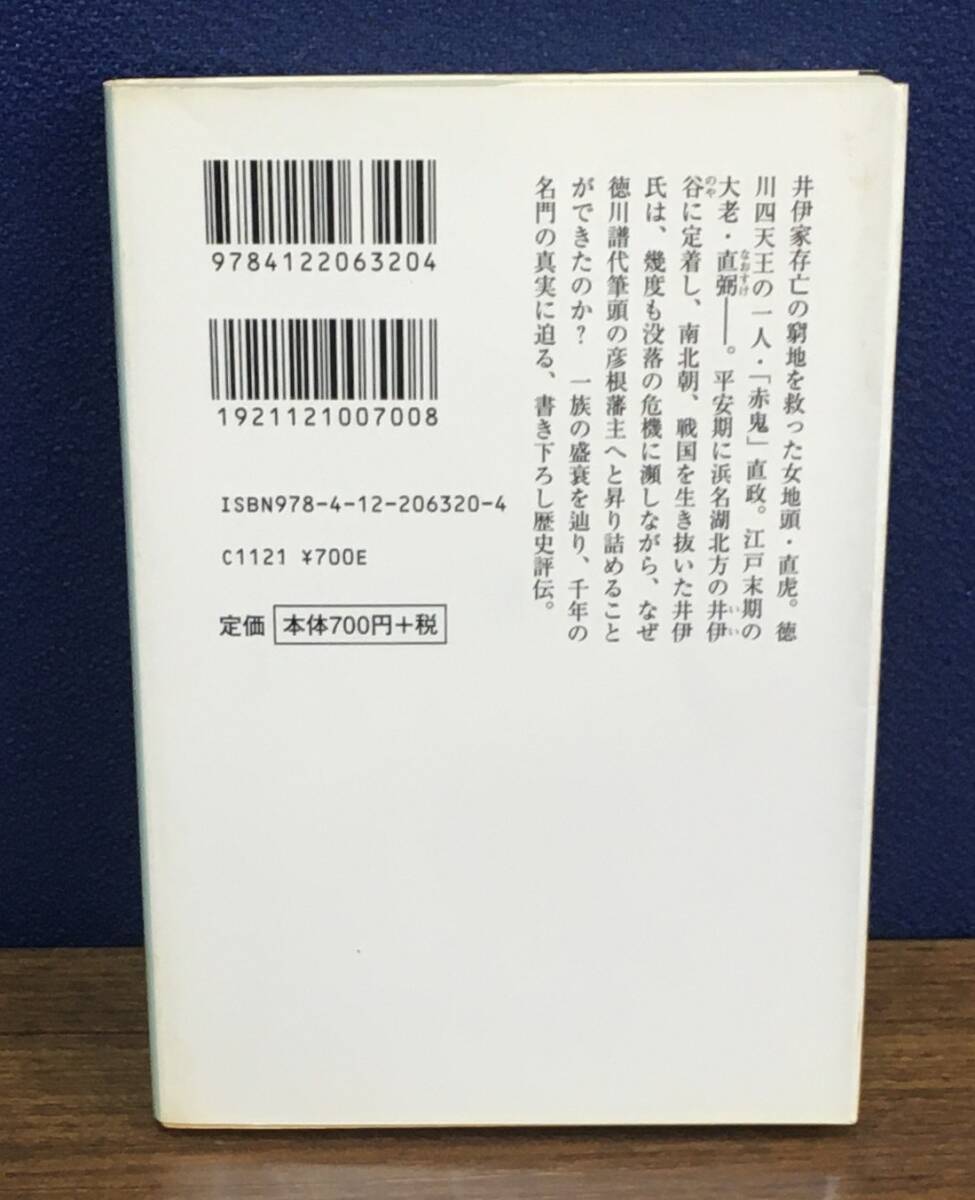 井伊家存亡の窮地を救った女地頭・直虎。徳
川四天王の一人・「赤鬼」直政。江戸末期の
大老・直弼――。平安期に浜名湖北方の井伊
なおすけ
いい
谷に定着し、南北朝、戦国を生き抜いた井伊
のや
氏は、幾度も没落の危機に瀕しながら、なぜ
徳川譜代筆頭の彦根藩主へと昇り詰めること
ができたのか? 一族の盛衰を辿り、千年の
名門の真実に迫る、書き下ろし歴史評伝。
9784122063204
1921121007008
ISBN978-4-12-206320-4
C1121 ¥700E
定価 本体700円+税